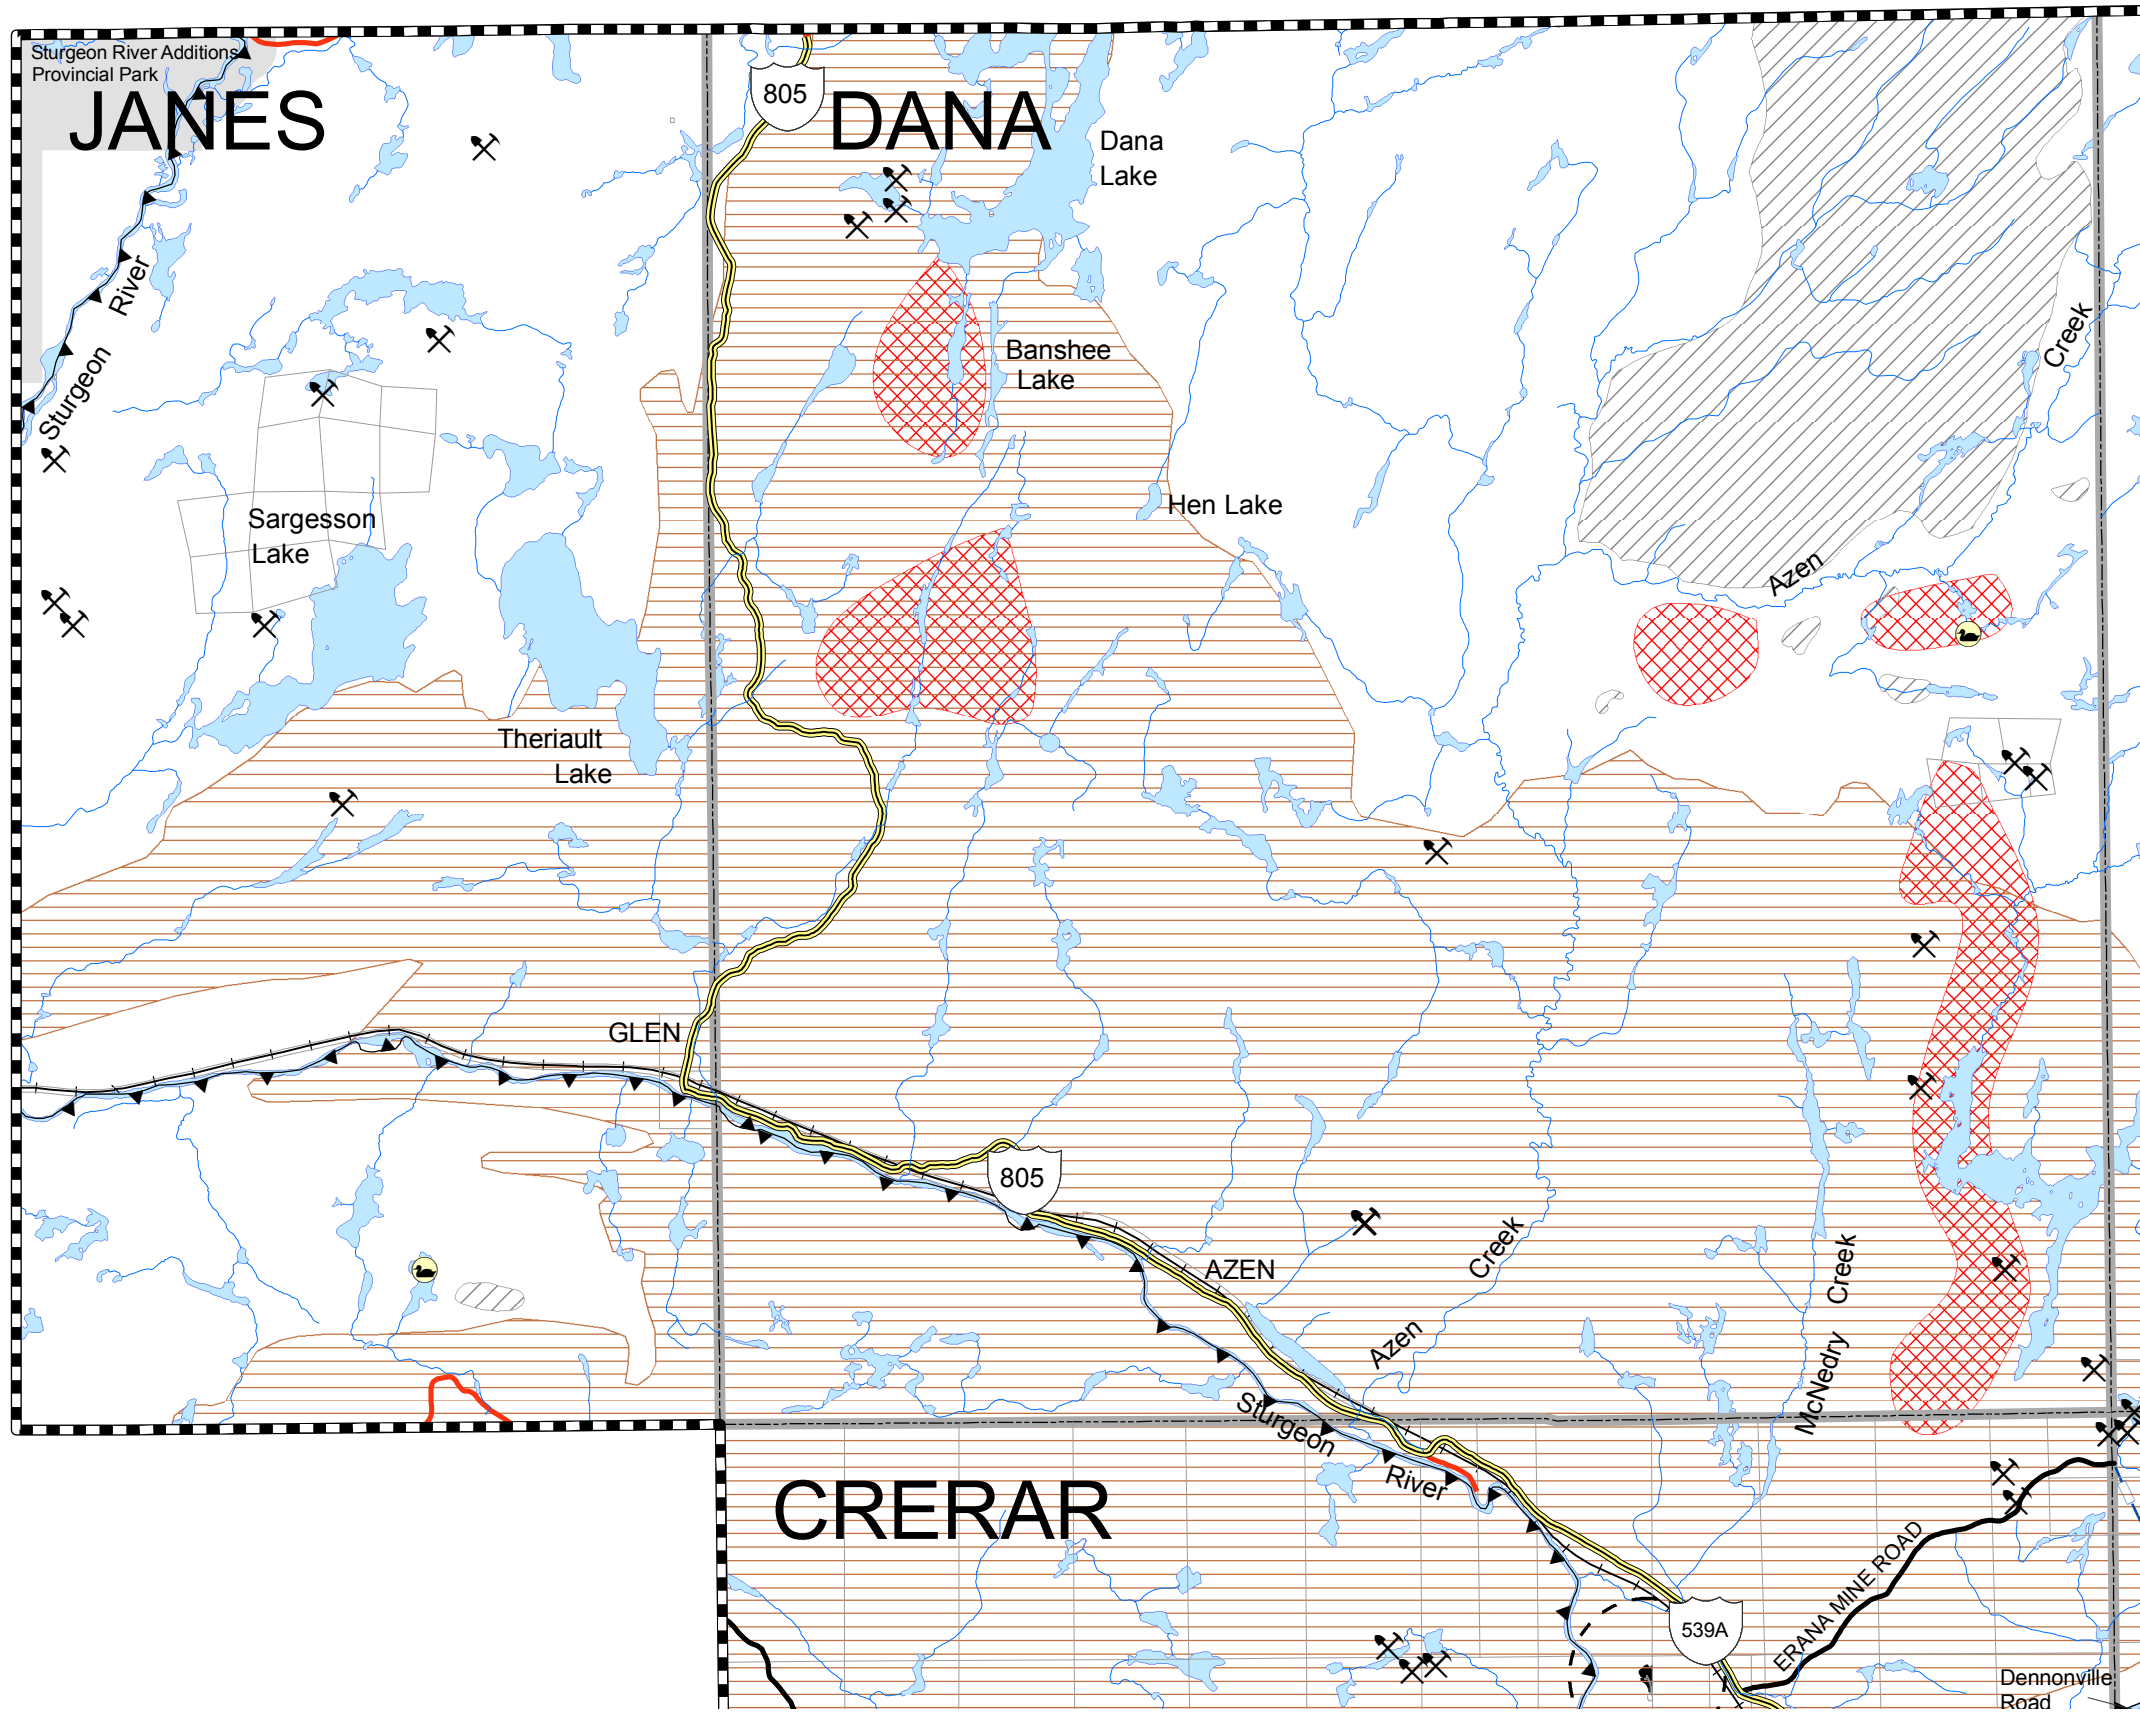 Sturgeon River Additions
Provincial Park
JANES
805
DANA
Dana
Lake
River
Sturgeon
Creek
Banshee
Lake
Hen Lake
Sargesson
Lake
Azen
Theriault
Lake
GLEN
805
AZEN
Creek
Creek
Azen
McNedry
Sturgeon
River
CRERAR
ERANA MINE ROAD
539A
Dennonville
Road